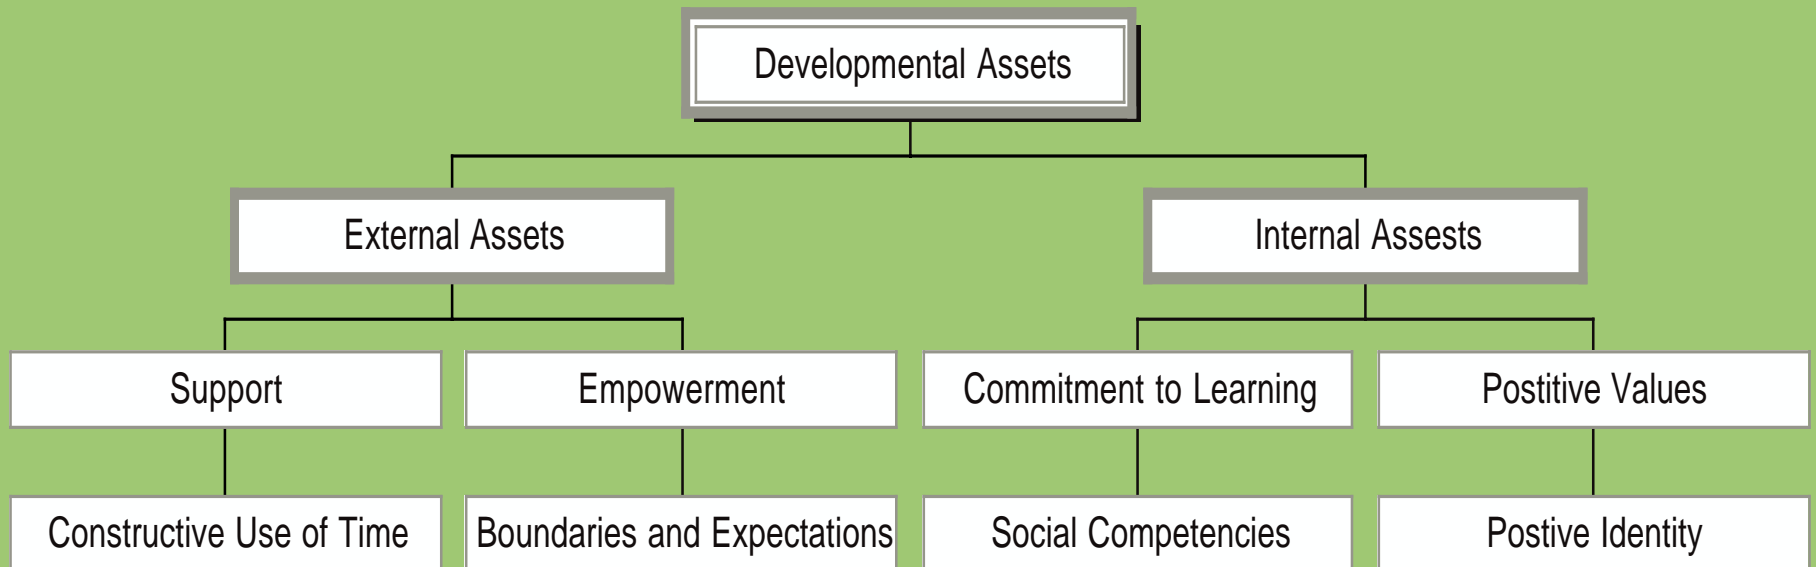 Developmental Assets
External Assets
Internal Assests
Support
Empowerment
Commitment to Learning
Postitive Values
Constructive Use of Time
Boundaries and Expectations
Social Competencies
Postive Identity